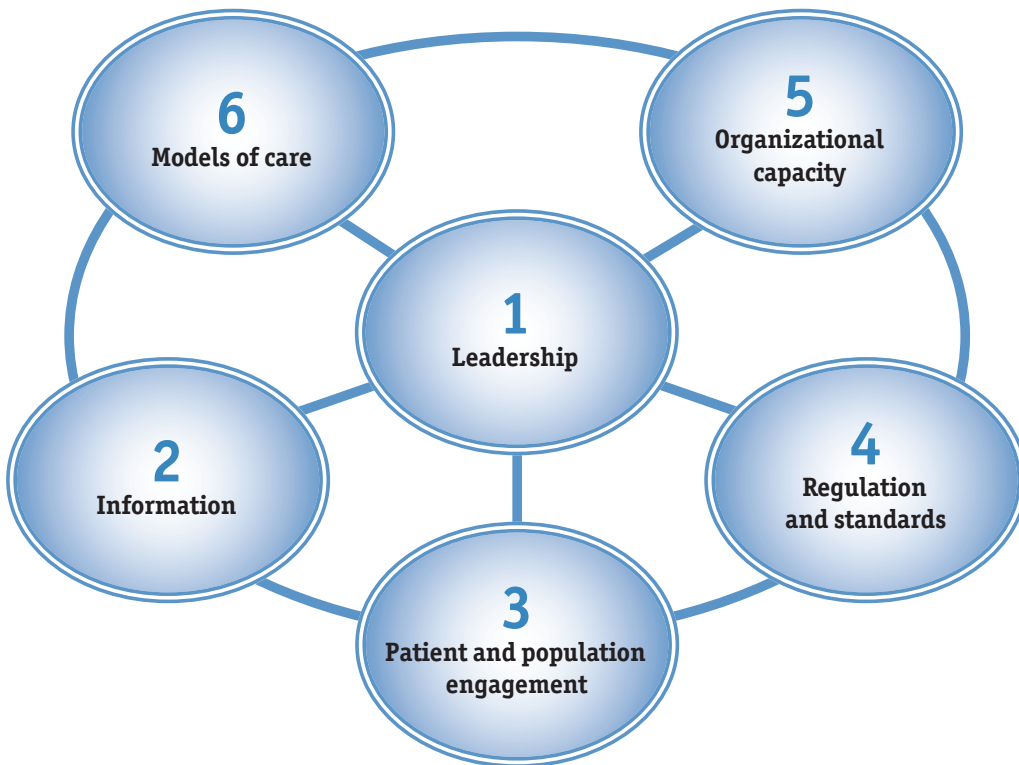 6
Models of care
5
Organizational
capacity
1
Leadership
2
Information
4
Regulation
and standards
3
Patient and population
engagement